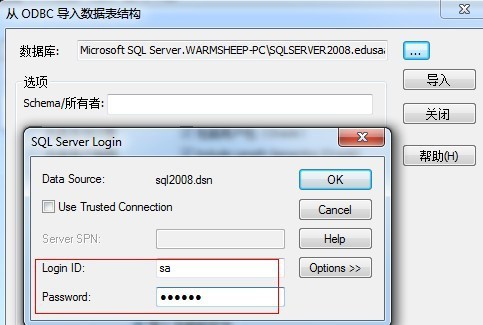 从 ODBC 导入数据表结构
数据库:
Microsoft SQL Server.WARMSHEEP-PC\SQLSERVER2008.edusaa
...
选项
导入
Schema/所有者:
关闭
帮助(H)
SQL Server Login
Data Source:
sql2008.dsn
OK
Use Trusted Connection
Cancel
Server SPN:
Help
Login ID:
sa
Options >>
Password:
●●●●●●